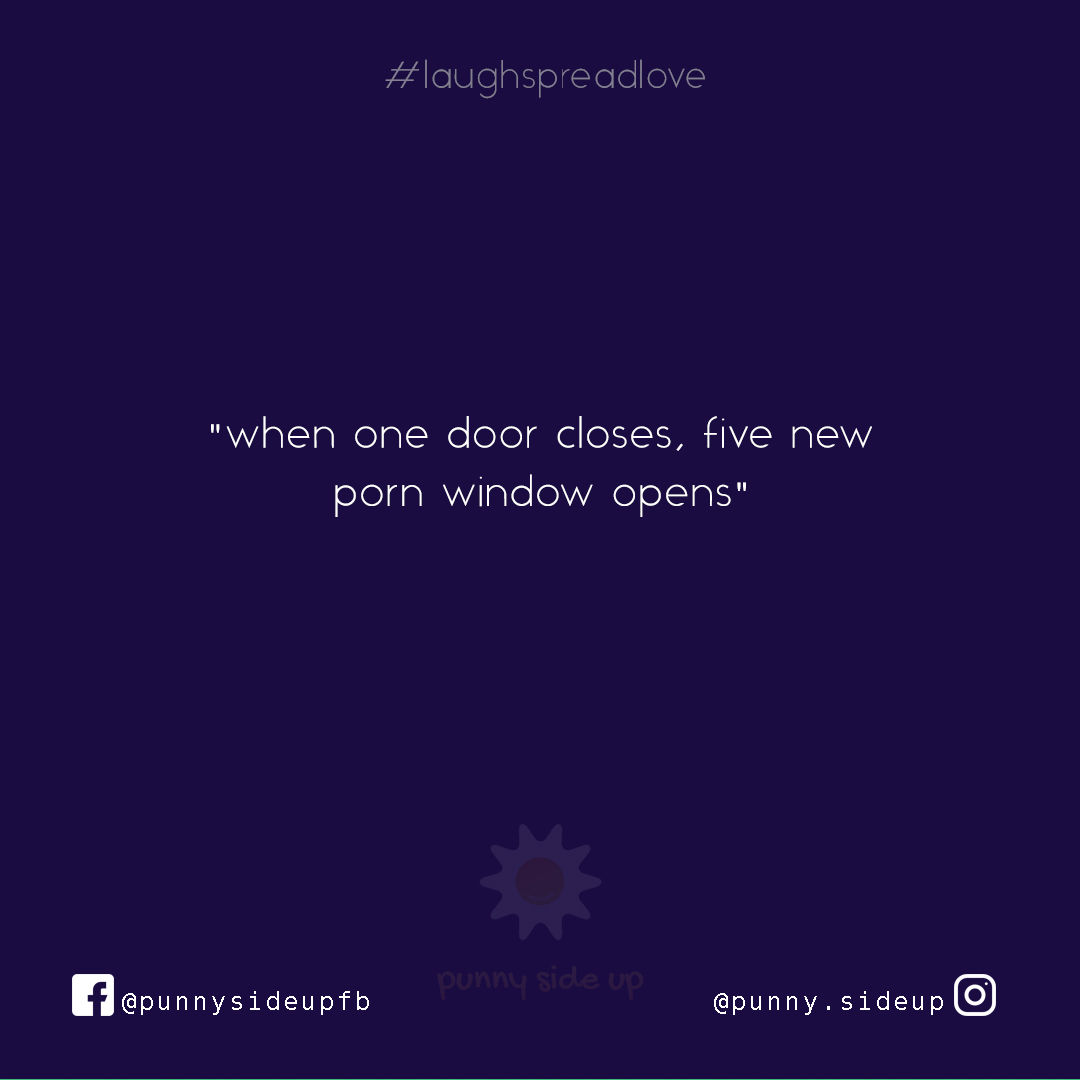 #laughspreadlove
"when one door closes, five new
porn window opens"
punny side up
@punnysideupfb
@punny.sideup